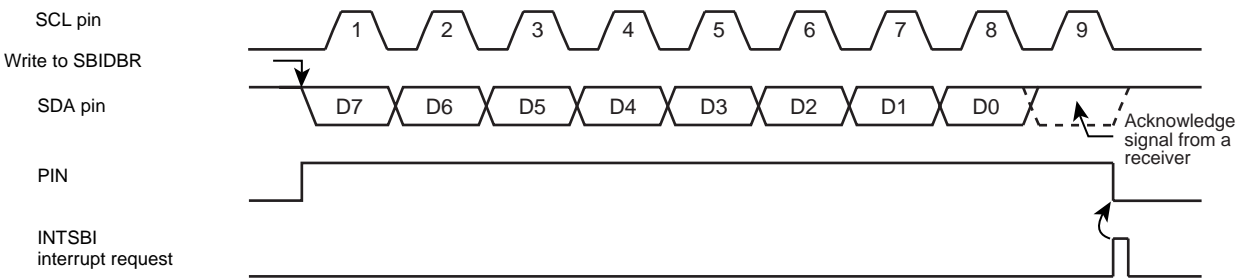 SCL pin
1 2 3 4 5 6 7 8 9
Write to SBIDBR
SDA pin
D7 D6 D5 D4 D3 D2 D1 D0
Acknowledge
signal from a
receiver
PIN
INTSBI
interrupt request